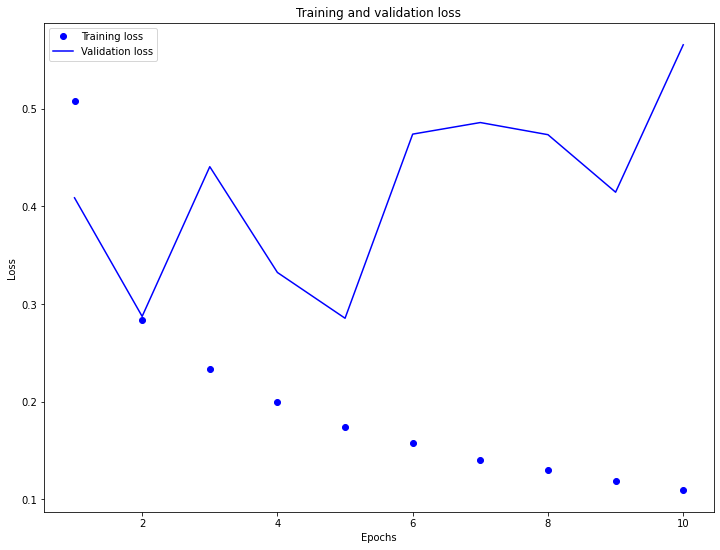 Training and validation loss
Training loss
Validation loss
0.5
0.4
0.3
0.2
0.1
Loss
2
4
6
8
10
Epochs